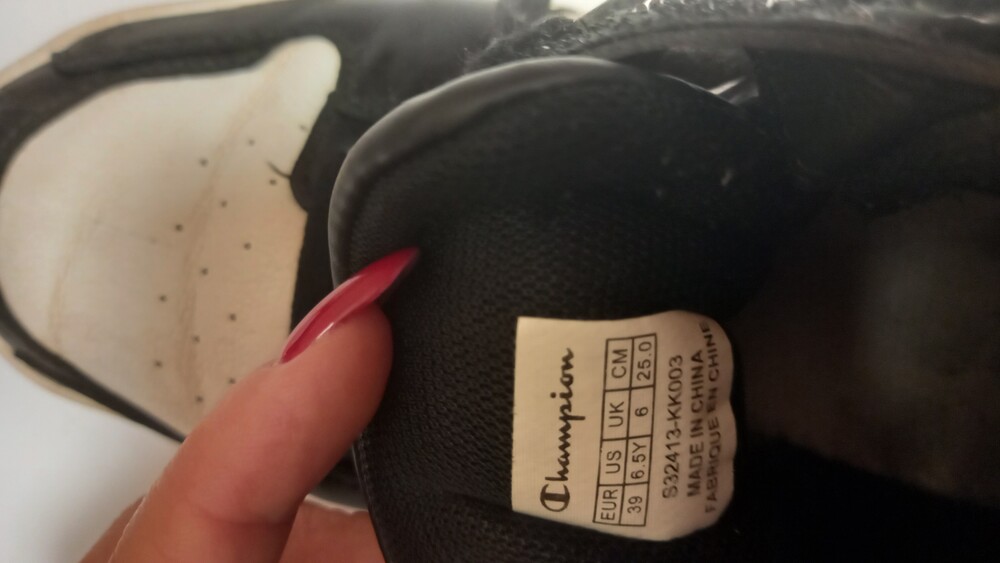 Champion
EUR US UK CM
39 6.5Y 6 25.0
S32413-KK003
MADE IN CHINA
FABRIQUE EN CHINE